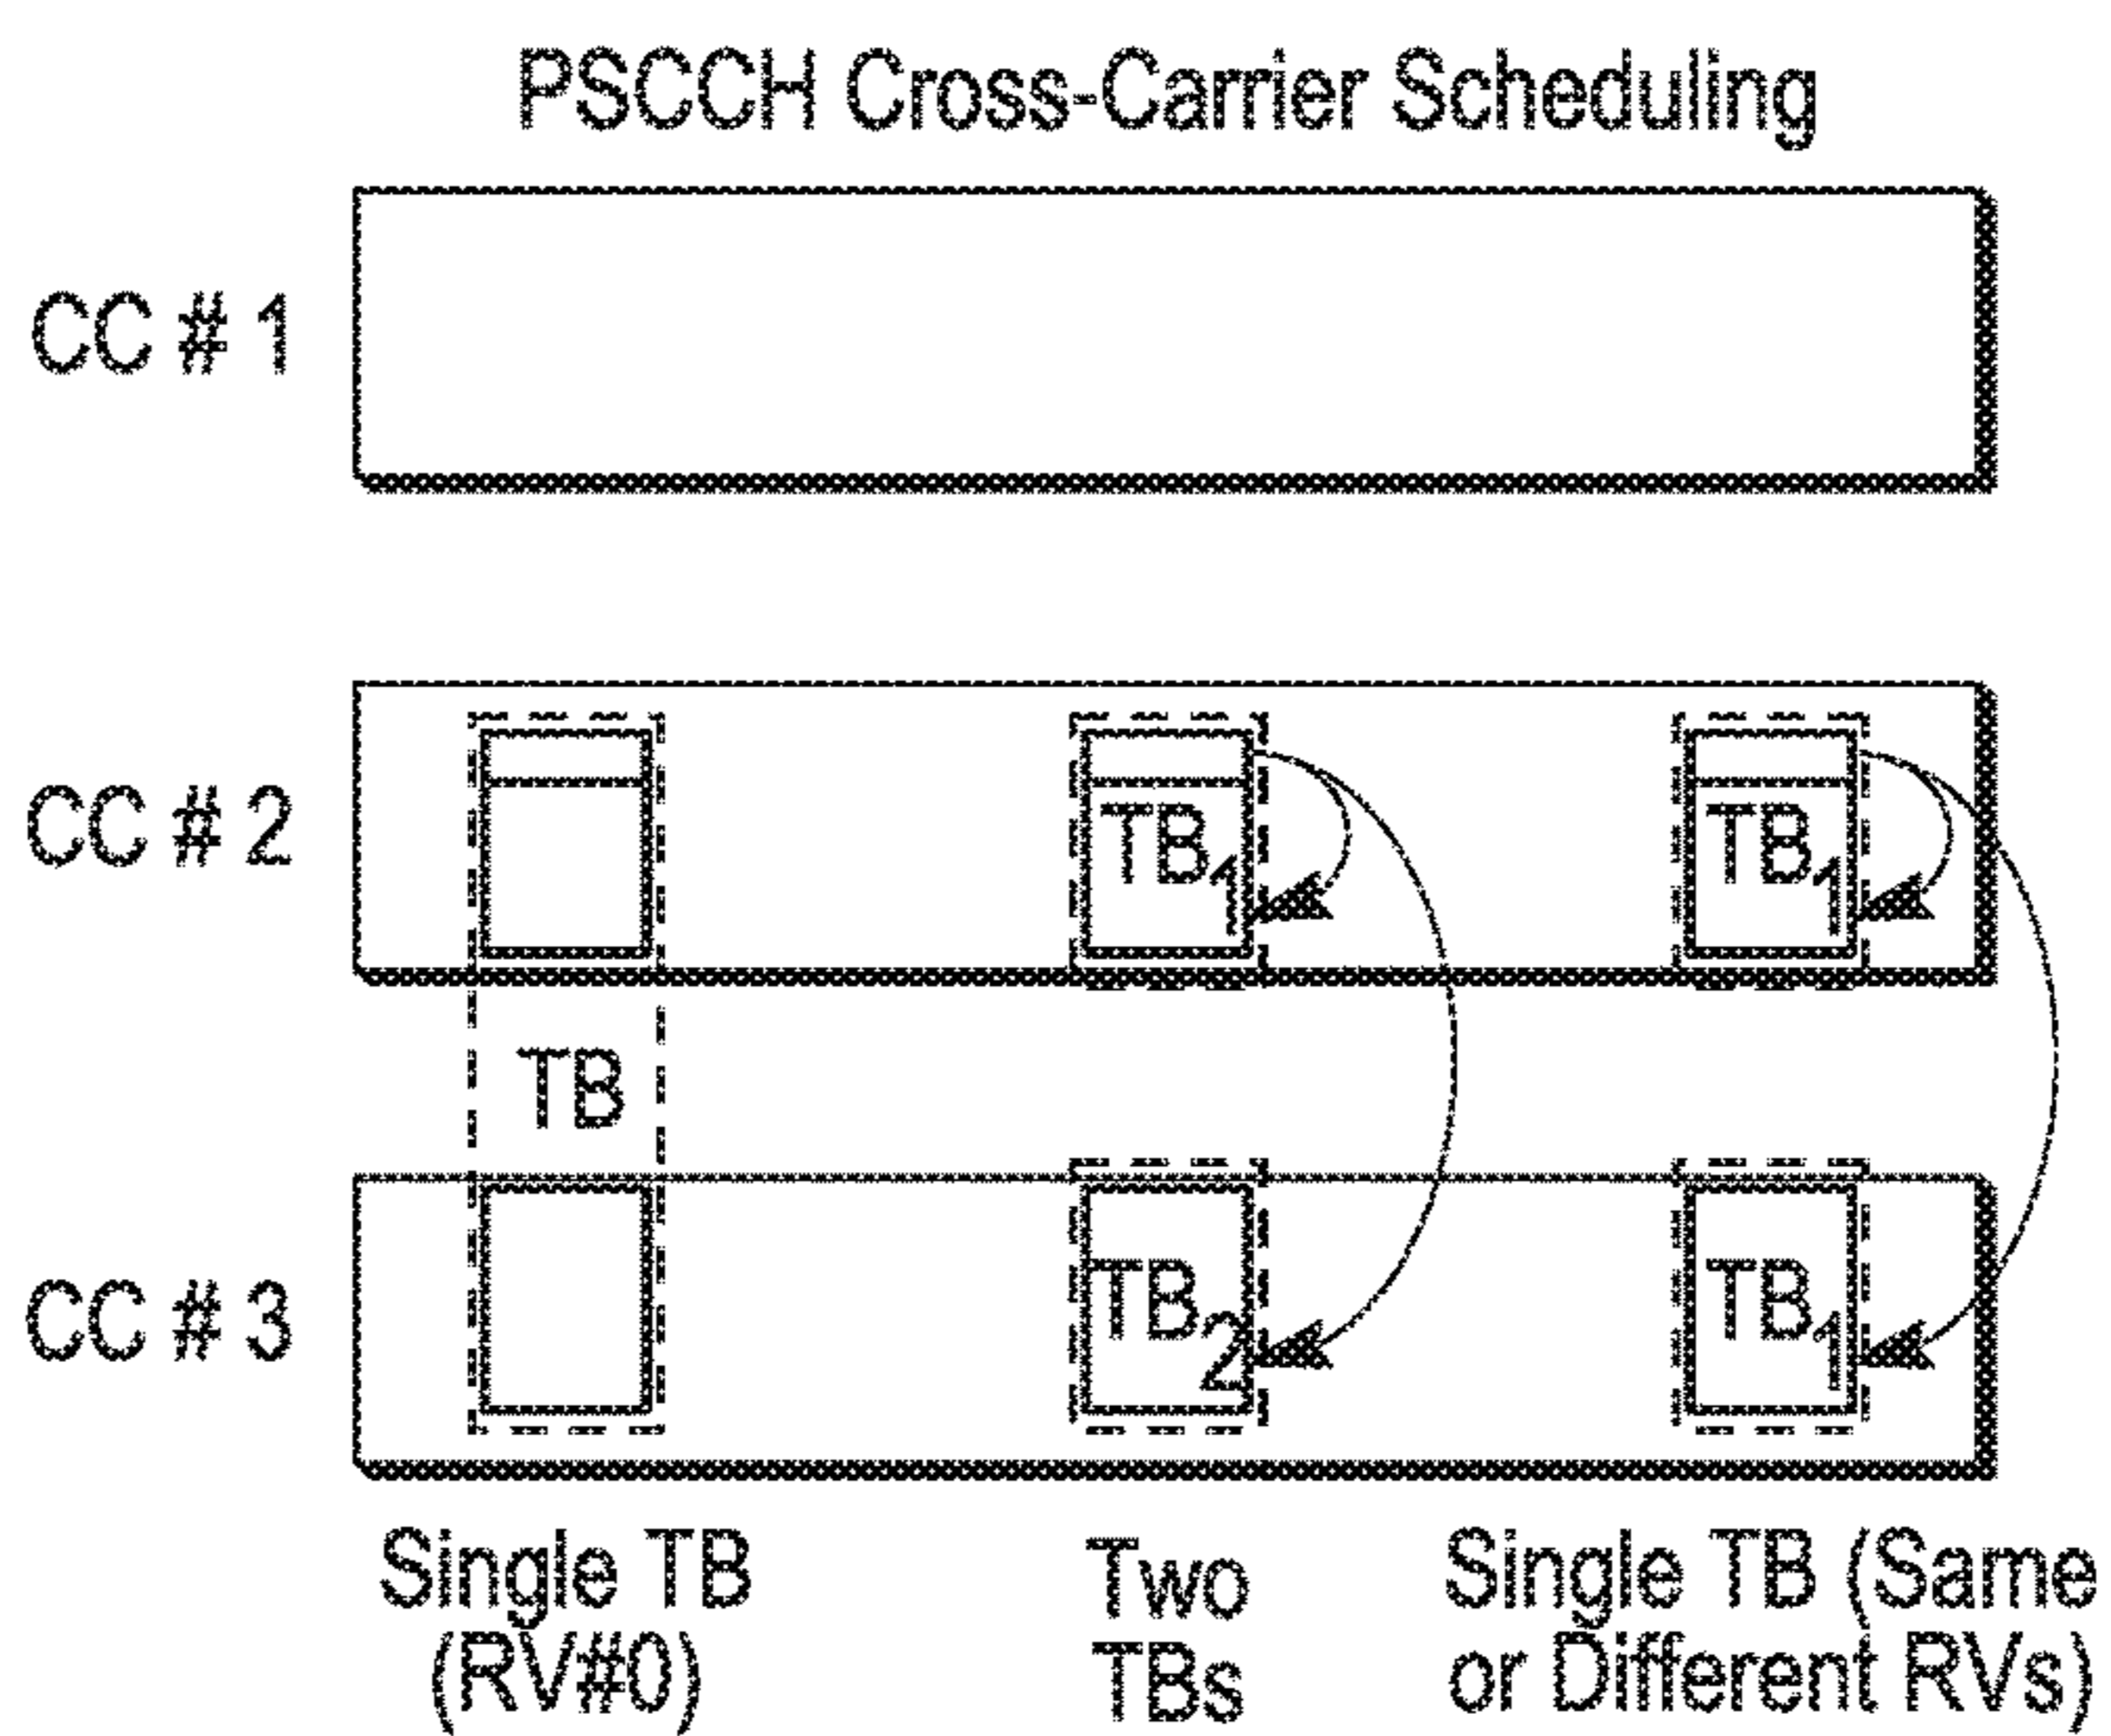 PSCCH Cross-Carrier Scheduling
CC # 1
CC # 2
TB1
TB1
TB
CC # 3
TB2
TB1
Single TB
(RV#0)
Two
TBs
Single TB (Same
or Different RVs)